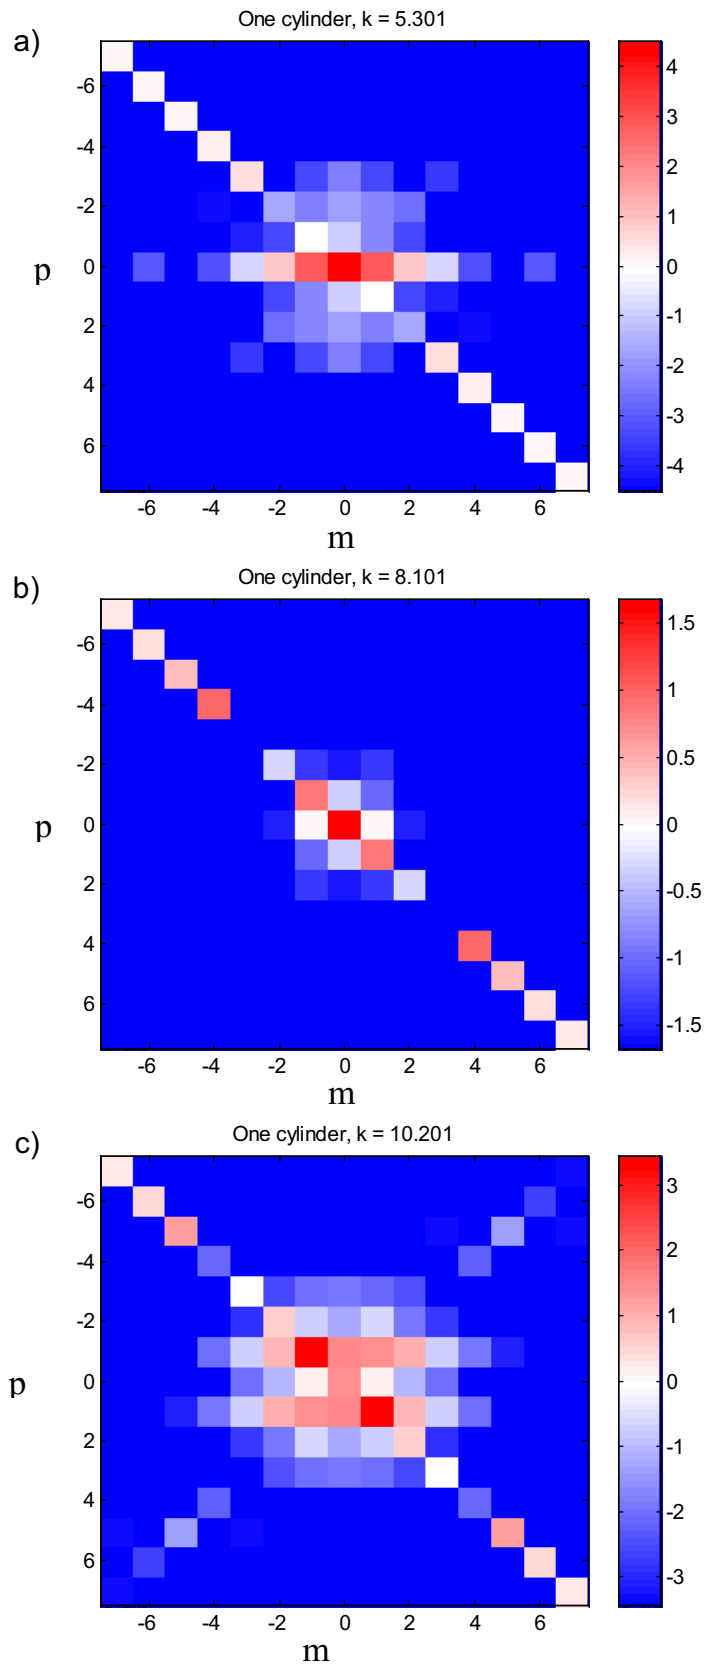 a)
One cylinder, k = 5.301
-6
-4
-2
0
2
4
6
p
-6 -4 -2 0 2 4 6
m
4
3
2
1
0
-1
-2
-3
-4
b)
One cylinder, k = 8.101
-6
-4
-2
0
2
4
6
p
-6 -4 -2 0 2 4 6
m
1.5
1
0.5
0
-0.5
-1
-1.5
c)
One cylinder, k = 10.201
-6
-4
-2
0
2
4
6
p
-6 -4 -2 0 2 4 6
m
3
2
1
0
-1
-2
-3